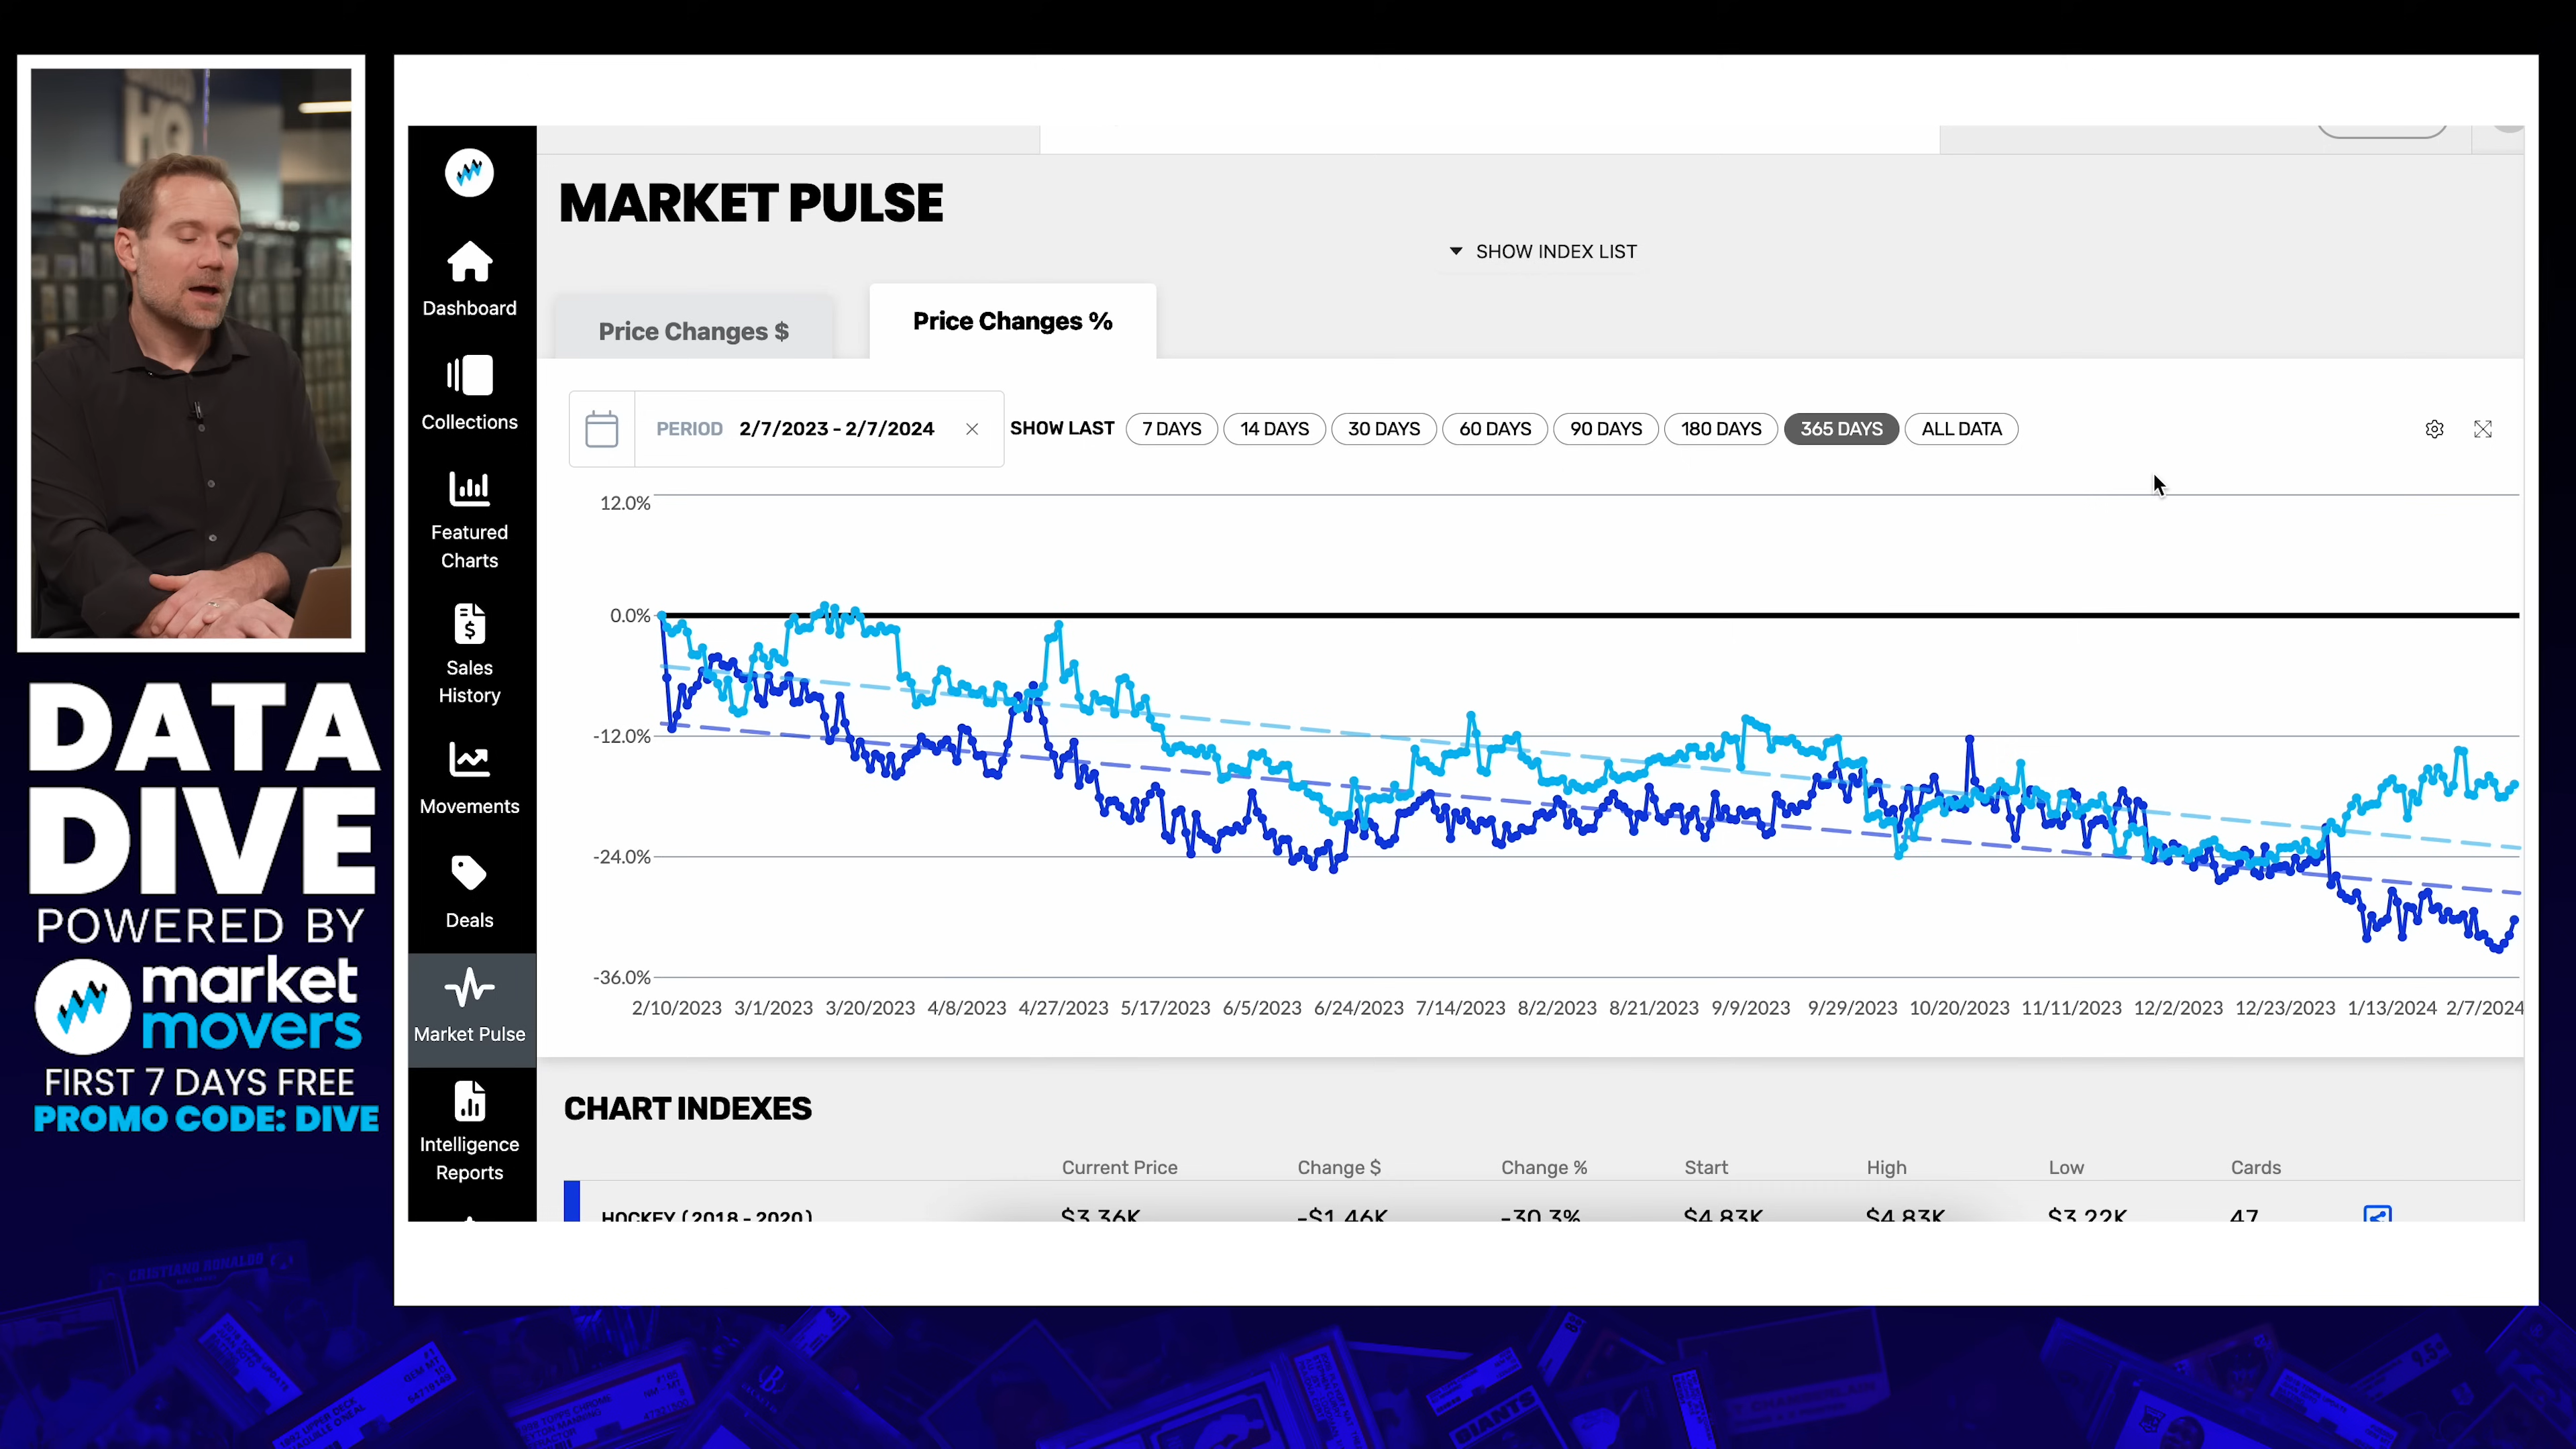 HQ
DATA
DIVE
POWERED BY
market
movers
FIRST 7 DAYS FREE
PROMO CODE: DIVE
Dashboard
Collections
Featured
Charts
Sales
History
Movements
Deals
Market Pulse
Intelligence
Reports
MARKET PULSE
SHOW INDEX LIST
Price Changes $
Price Changes %
PERIOD 2/7/2023 - 2/7/2024
SHOW LAST 7 DAYS 14 DAYS 30 DAYS 60 DAYS 90 DAYS 180 DAYS 365 DAYS ALL DATA
12.0%
0.0%
-12.0%
-24.0%
-36.0%
2/10/2023 3/1/2023 3/20/2023 4/8/2023 4/27/2023 5/17/2023 6/5/2023 6/24/2023 7/14/2023 8/2/2023 8/21/2023 9/9/2023 9/29/2023 10/20/2023 11/11/2023 12/2/2023 12/23/2023 1/13/2024 2/7/2024
CHART INDEXES
Current Price Change $ Change % Start High Low Cards
HOCKEY (2018 - 2020) $3.36K -$1.46K -30.3% $4.83K $4.83K $3.22K 47
CRISTIANO RONALDO
GIANTS
9.5